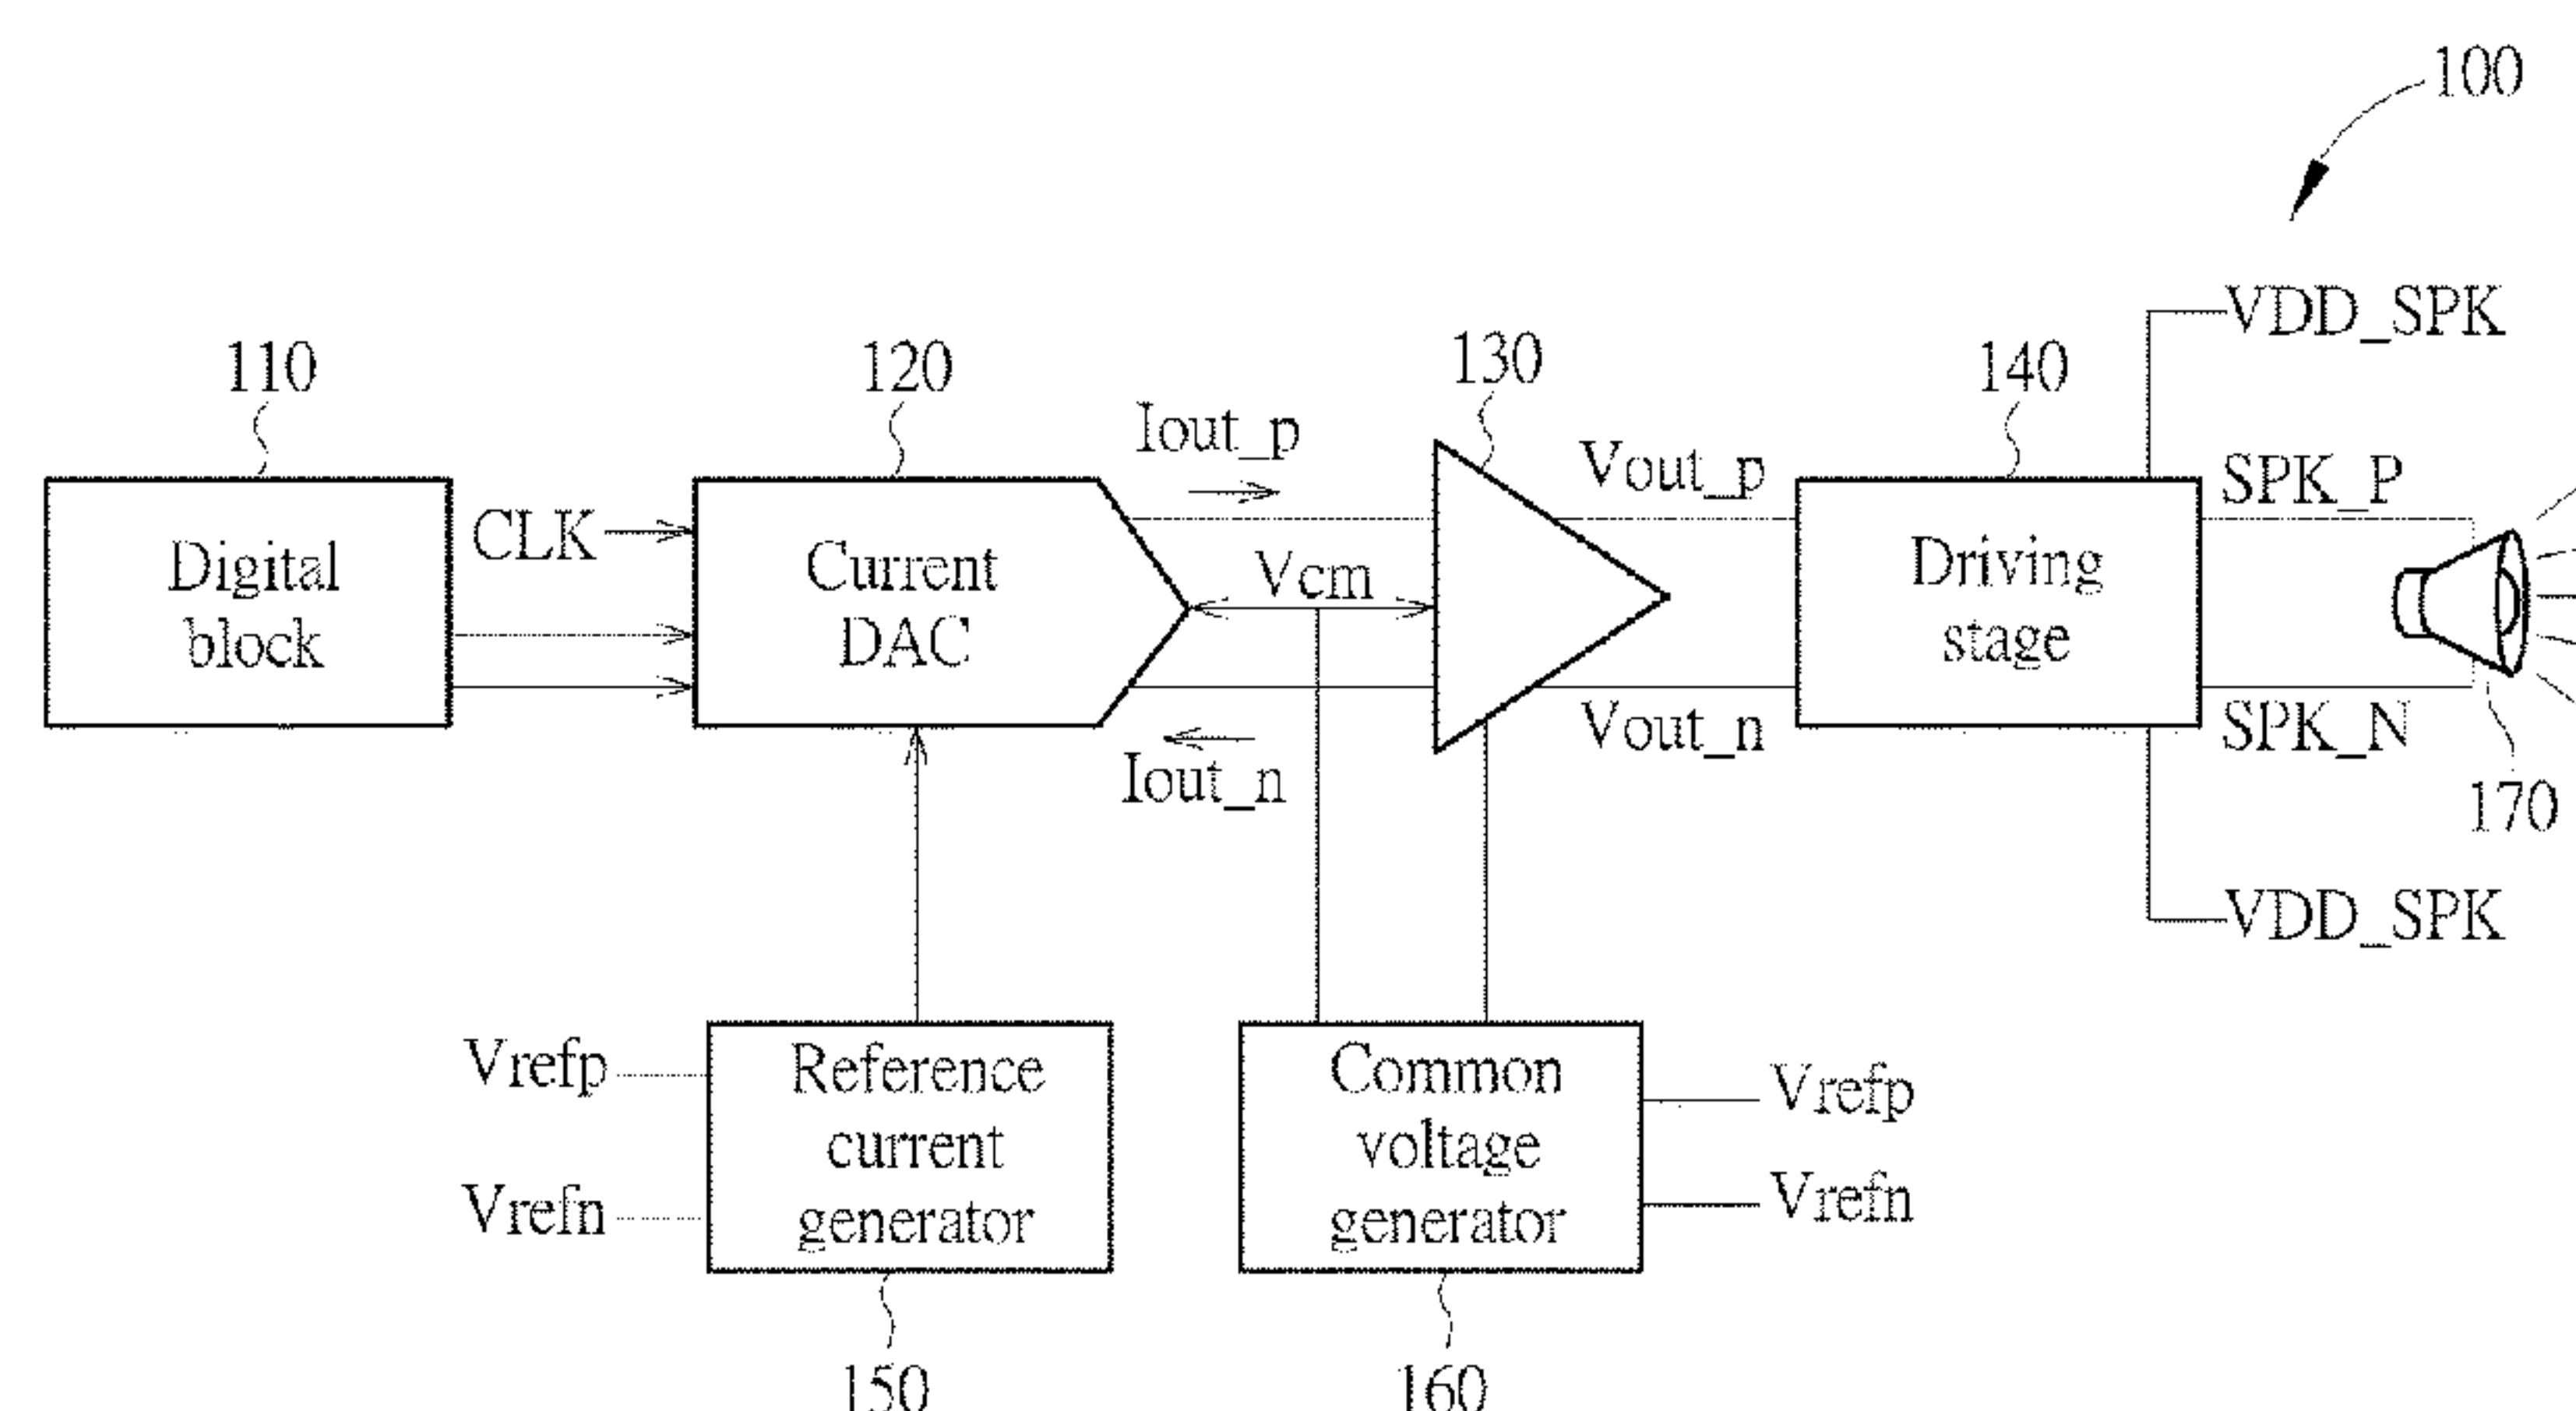 100
VDD_SPK
110
120
130
140
Iout_p
Vout_p
SPK_P
CLK
Digital
block
Current
DAC
Vcm
Driving
stage
Iout_n
Vout_n
SPK_N
170
VDD_SPK
Vrefp
Vrefn
Reference
current
generator
Common
voltage
generator
Vrefp
Vrefn
150
160